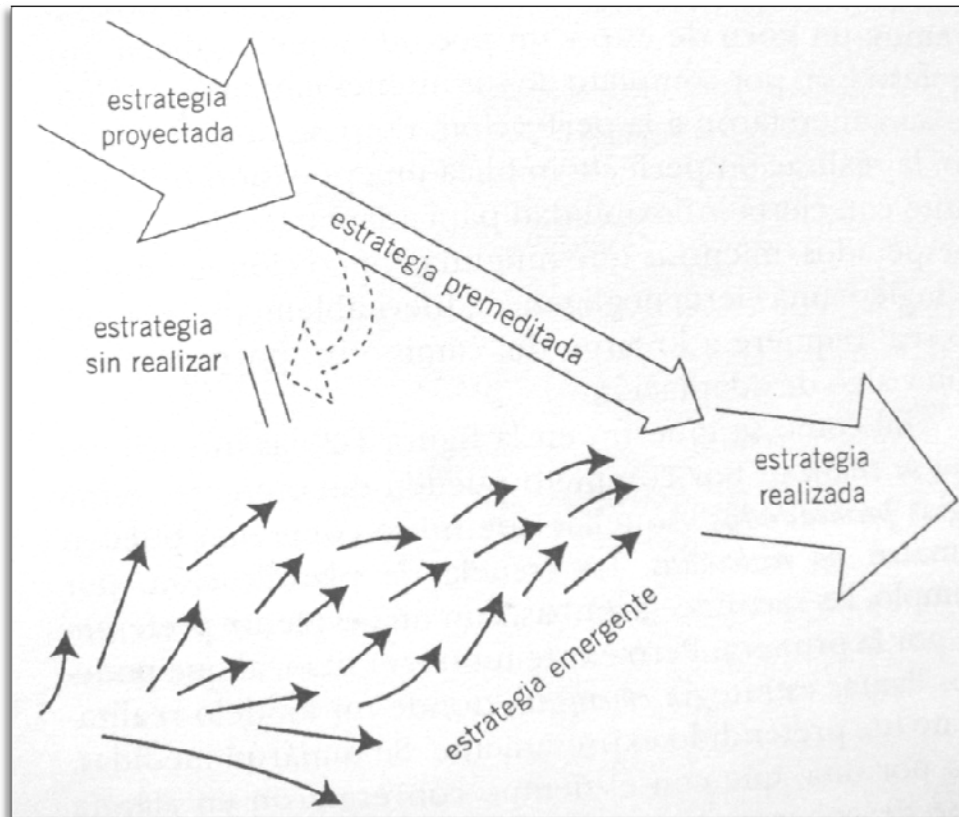 estrategia
proyectada
estrategia premeditada
estrategia
sin realizar
estrategia
realizada
estrategia emergente